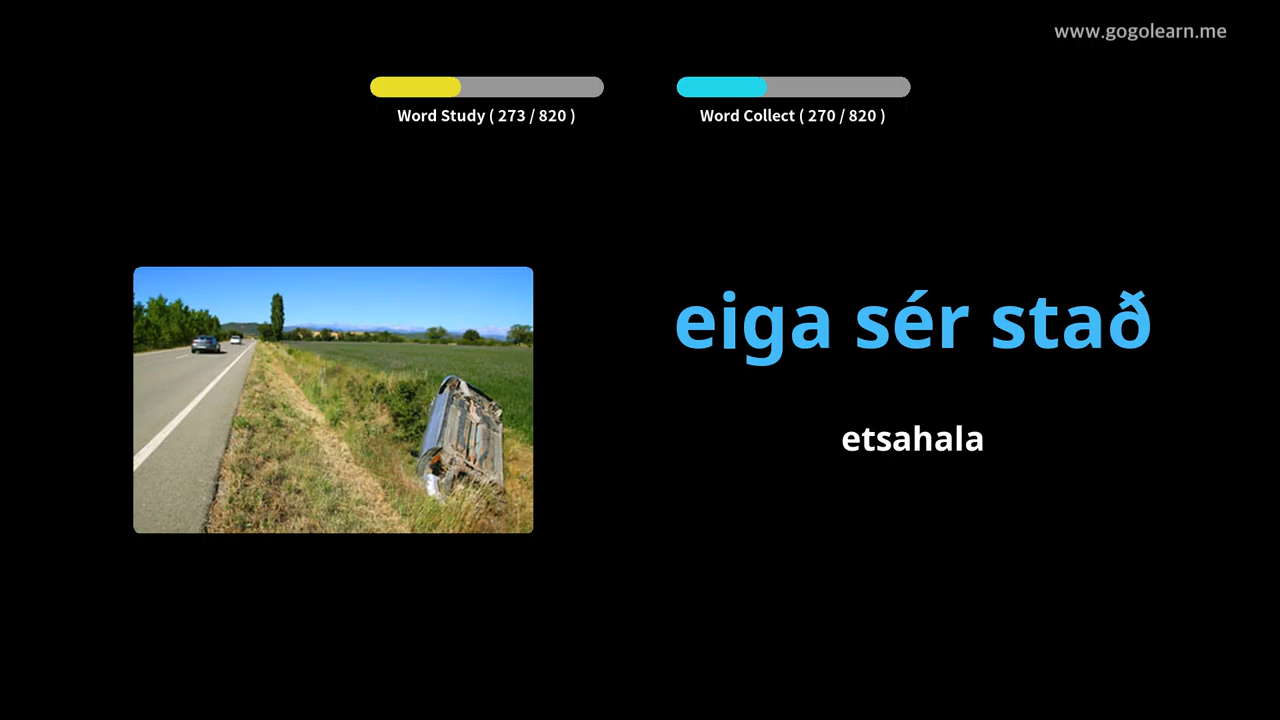 www.gogolearn.me
Word Study ( 273 / 820 )
Word Collect ( 270 / 820 )
eiga sér stað
etsahala